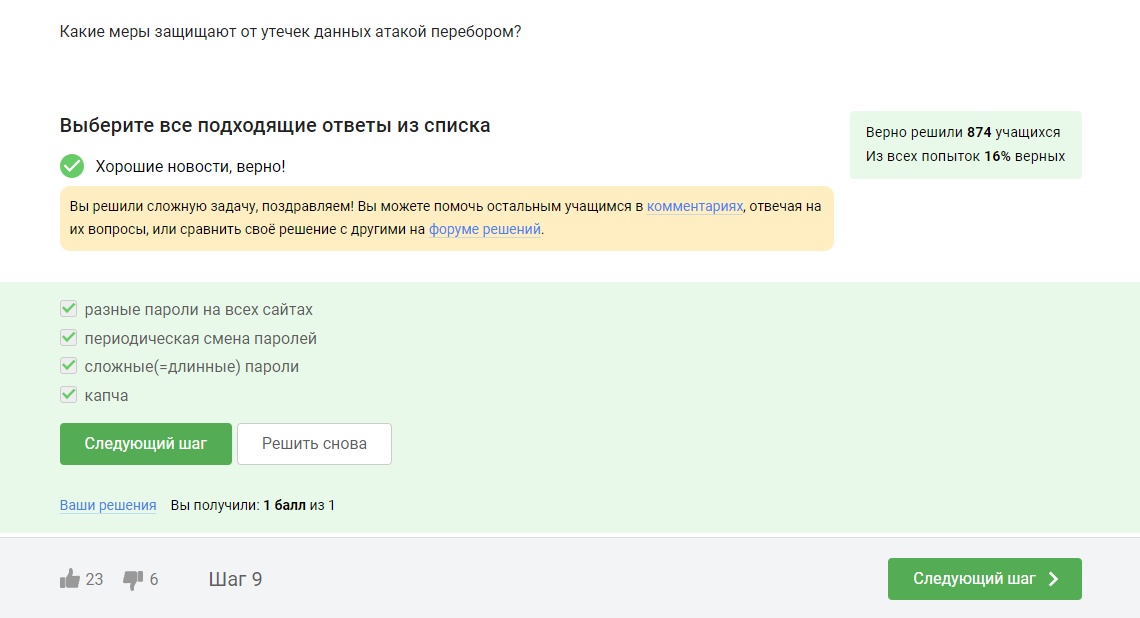 Какие меры защищают от утечек данных атакой перебором?
Выберите все подходящие ответы из списка
Верно решили 874 учащихся
Из всех попыток 16% верных
Хорошие новости, верно!
Вы решили сложную задачу, поздравляем! Вы можете помочь остальным учащимся в комментариях, отвечая на
их вопросы, или сравнить своё решение с другими на форуме решений.
разные пароли на всех сайтах
периодическая смена паролей
сложные(=длинные) пароли
капча
Следующий шаг
Решить снова
Ваши решения Вы получили: 1 балл из 1
23 6 Шаг 9 Следующий шаг